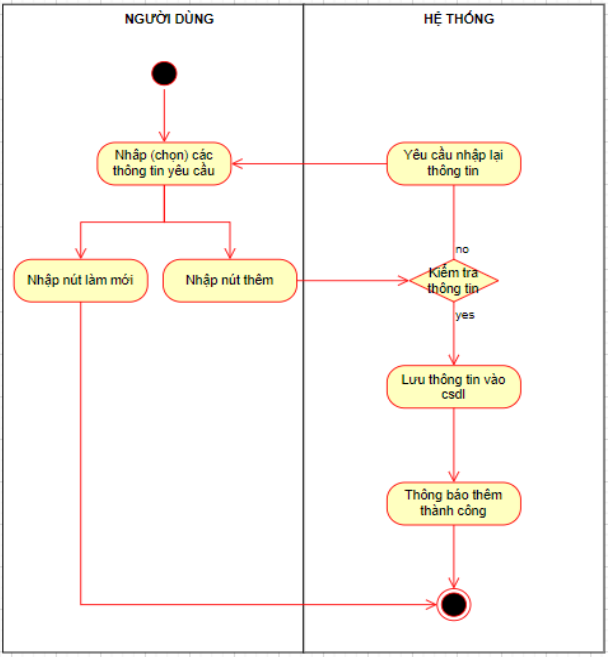 NGƯỜI DÙNG
HỆ THỐNG
Nhập (chọn) các
thông tin yêu cầu
Yêu cầu nhập lại
thông tin
no
Nhập nút làm mới
Nhập nút thêm
Kiểm tra
thông tin
yes
Lưu thông tin vào
csdl
Thông báo thêm
thành công